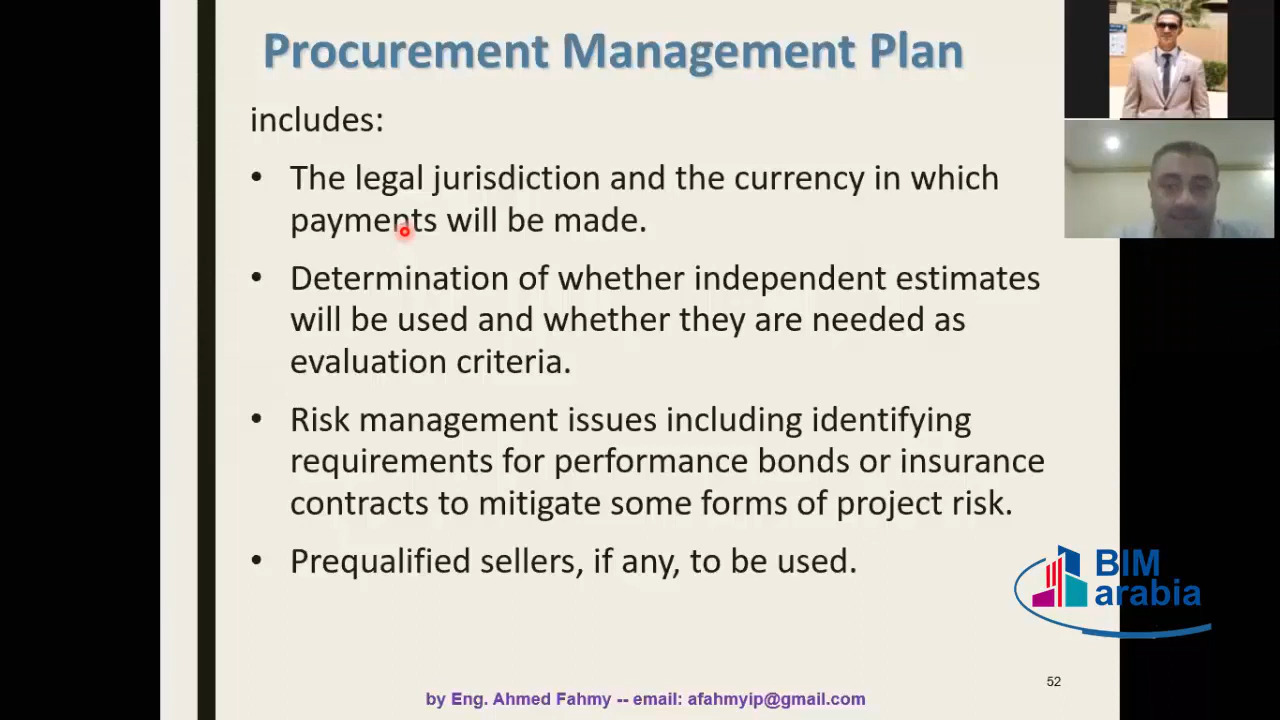 Procurement Management Plan
includes:
• The legal jurisdiction and the currency in which
payments will be made.
• Determination of whether independent estimates
will be used and whether they are needed as
evaluation criteria.
• Risk management issues including identifying
requirements for performance bonds or insurance
contracts to mitigate some forms of project risk.
• Prequalified sellers, if any, to be used.
BIM
arabia
52
by Eng. Ahmed Fahmy -- email: afahmyip@gmail.com